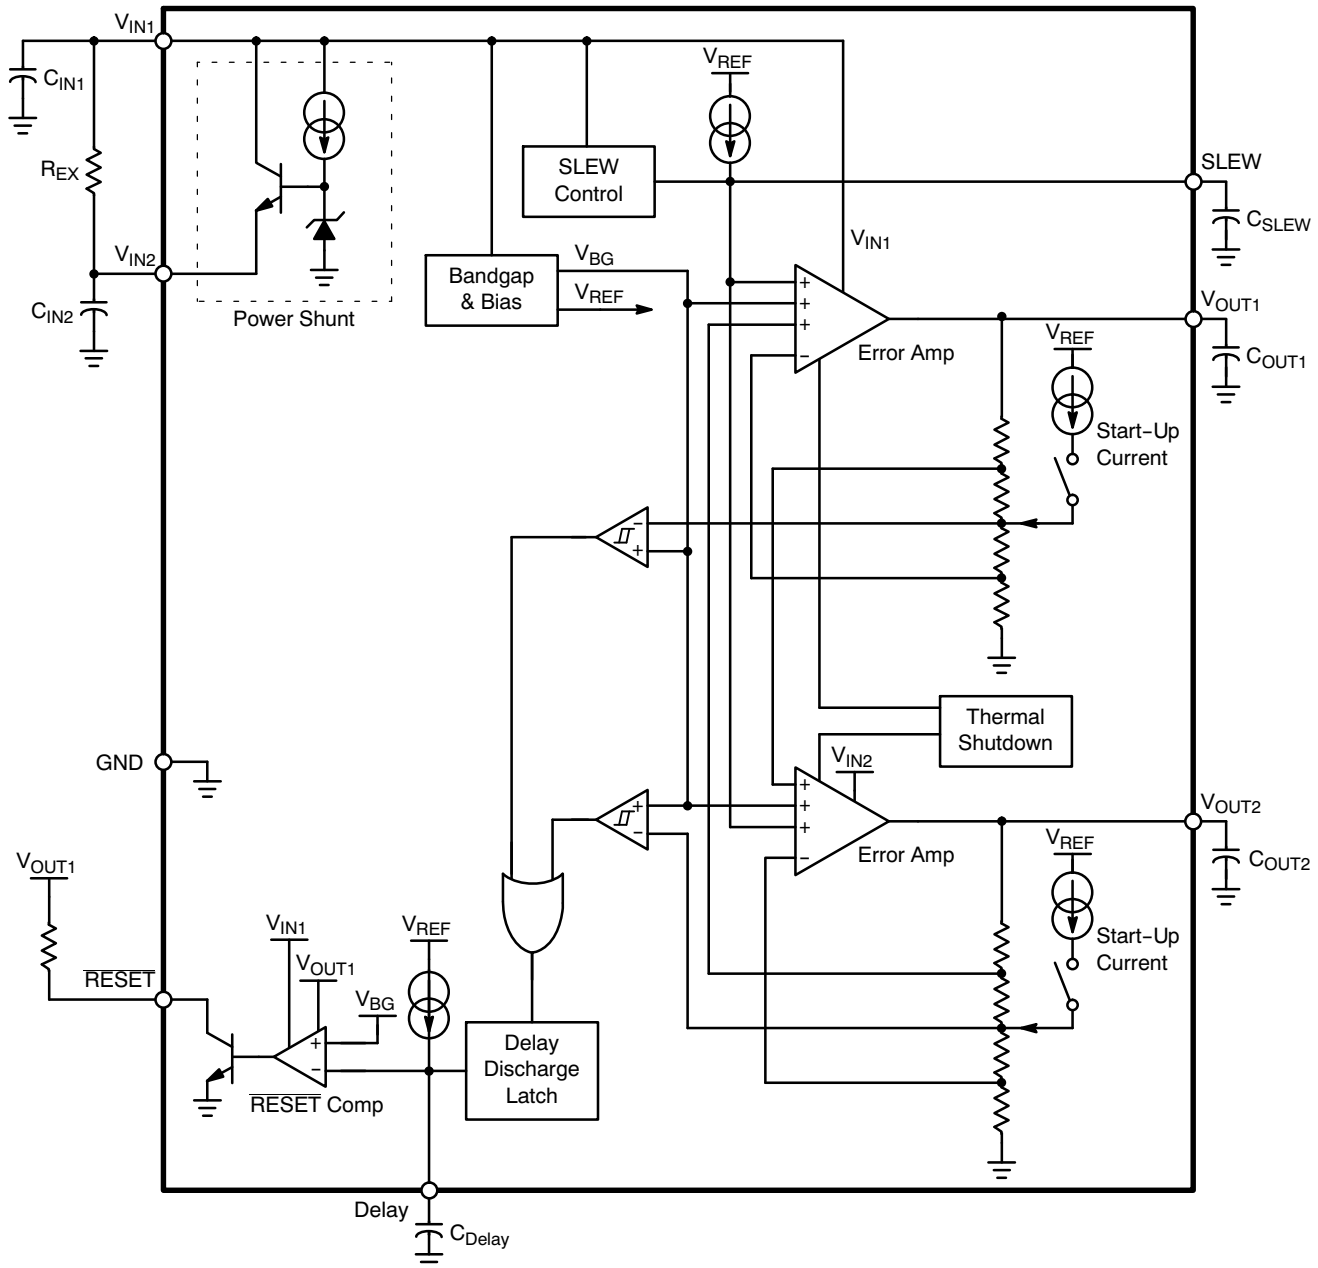 VIN1
CIN1
REX
VIN2
CIN2
Power Shunt
SLEW
Control
VREF
SLEW
CSLEW
VIN1
Bandgap
& Bias
VBG
VREF
+
+
+
−
Error Amp
VOUT1
COUT1
VREF
Start−Up
Current
−
+
Thermal
Shutdown
GND
VIN2
+
+
+
−
Error Amp
+
−
VOUT2
COUT2
VREF
Start−Up
Current
VOUT1
RESET
VIN1
VOUT1
VBG
VREF
+
−
RESET Comp
Delay
Discharge
Latch
Delay
CDelay